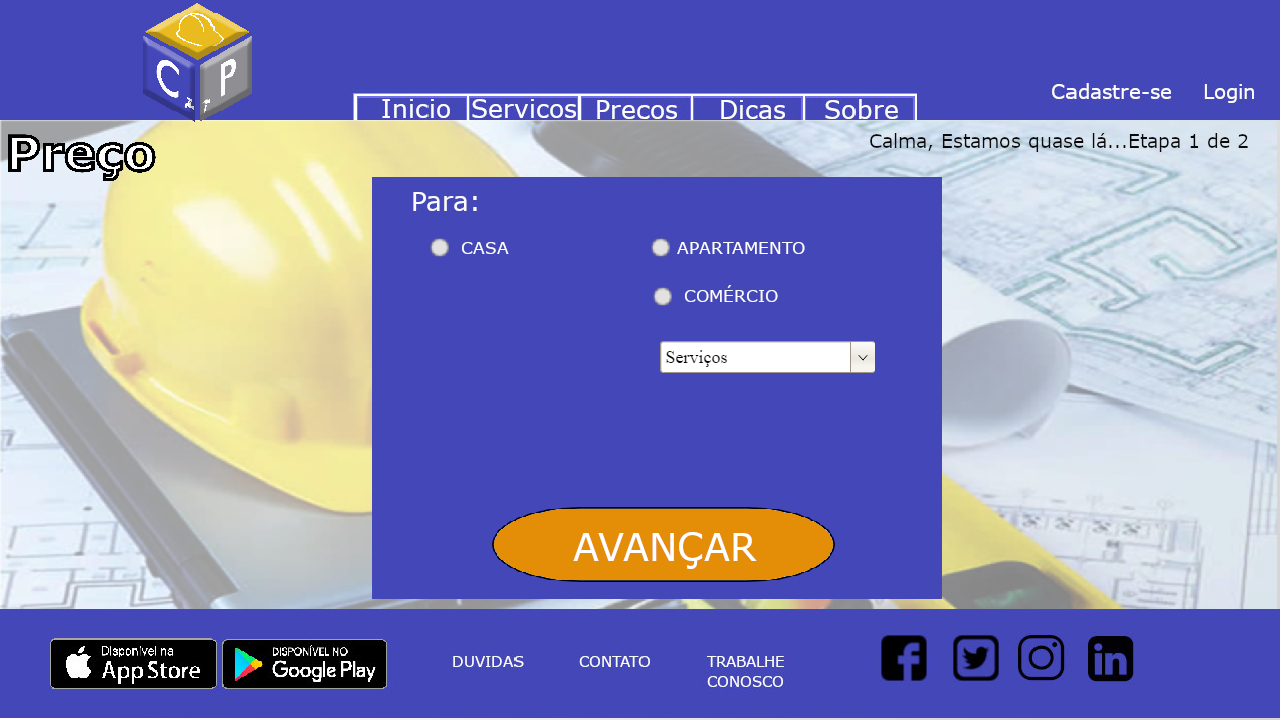 C P
Cadastre-se Login
Inicio Servicos Precos Dicas Sobre
Preço
Calma, Estamos quase lá...Etapa 1 de 2
Para:
CASA
APARTAMENTO
COMÉRCIO
Serviços
AVANÇAR
Disponível na
App Store
DISPONÍVEL NO
Google Play
DUVIDAS
CONTATO
TRABALHE
CONOSCO